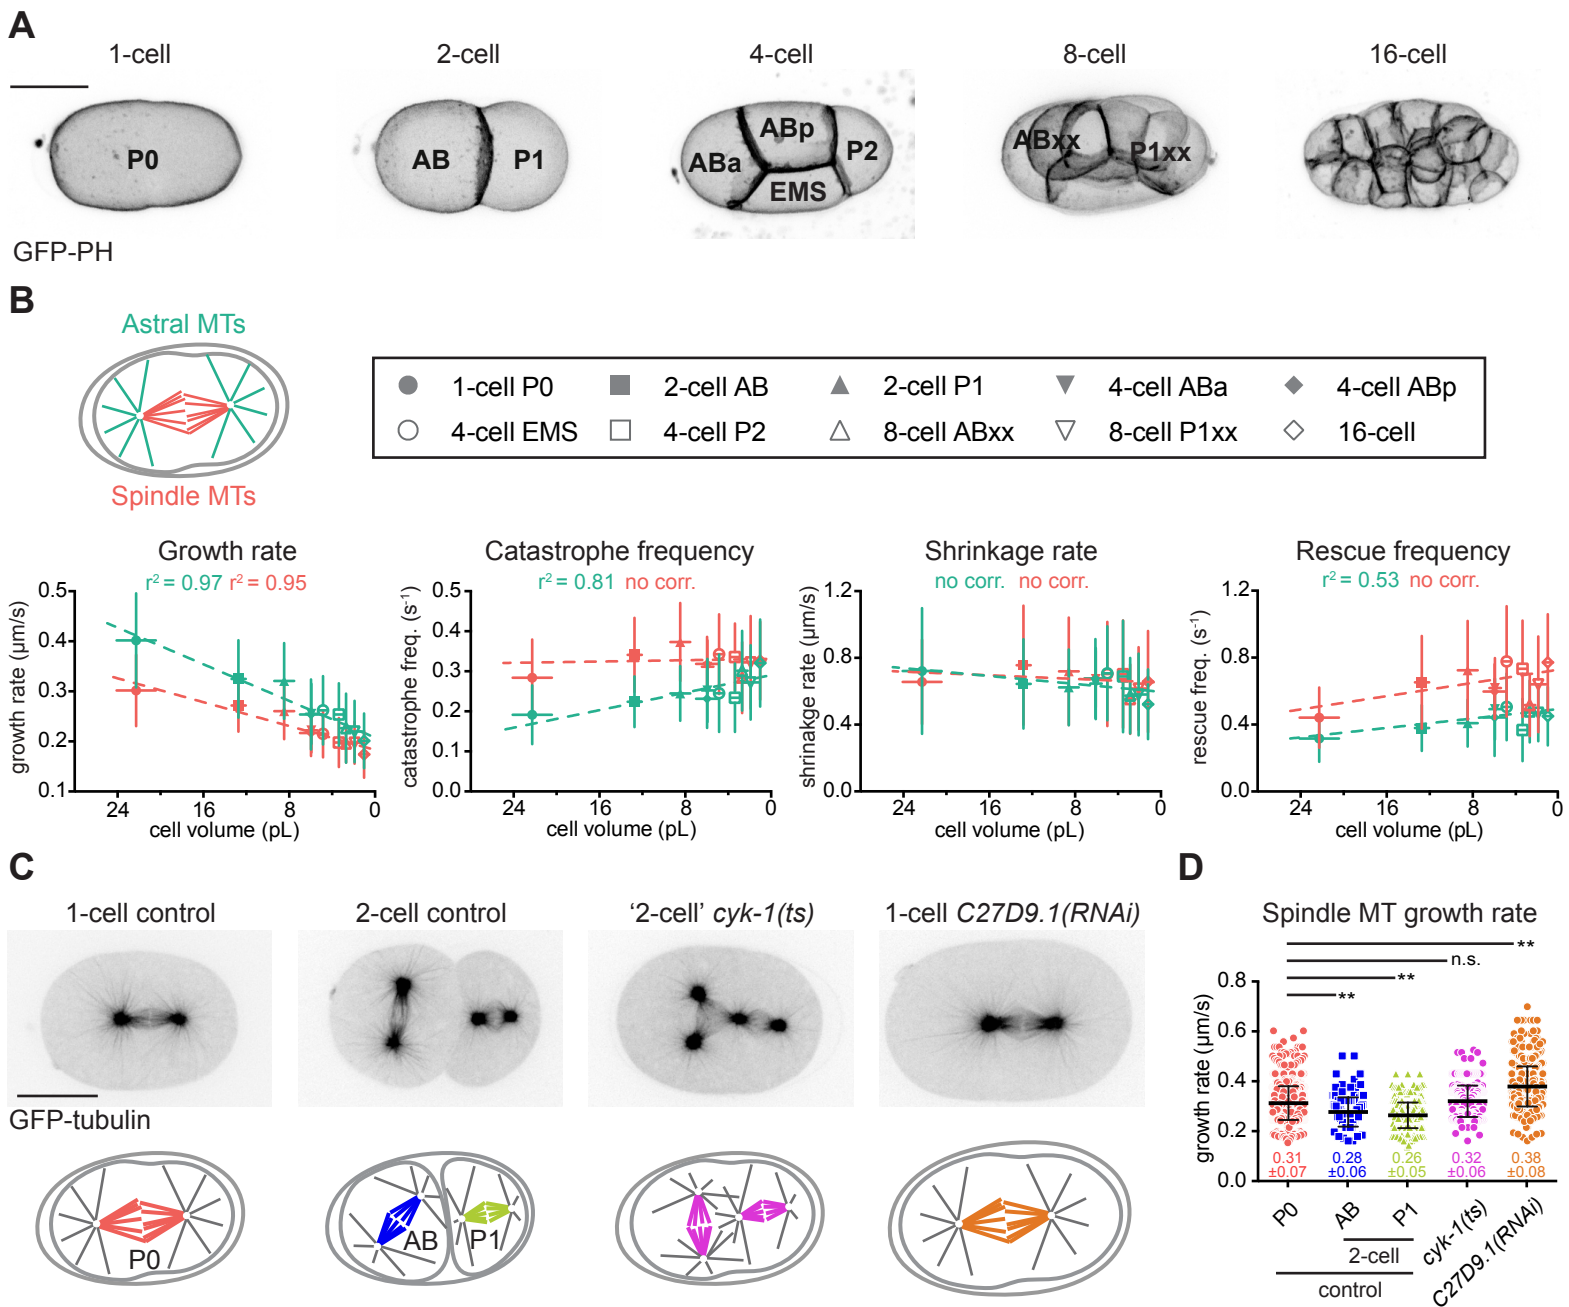 A
1-cell
2-cell
4-cell
8-cell
16-cell
P0
AB
P1
ABa
ABp
P2
EMS
ABxx
P1xx
GFP-PH
B
Astral MTs
Spindle MTs
1-cell P0
2-cell AB
2-cell P1
4-cell ABa
4-cell ABp
4-cell EMS
4-cell P2
8-cell ABxx
8-cell P1xx
16-cell
Growth rate
r² = 0.97 r² = 0.95
growth rate (µm/s)
0.5
0.4
0.3
0.2
0.1
24
16
8
0
cell volume (pL)
Catastrophe frequency
r² = 0.81 no corr.
catastrophe freq. (s⁻¹)
0.5
0.4
0.3
0.2
0.1
0.0
24
16
8
0
cell volume (pL)
Shrinkage rate
no corr. no corr.
shrinakge rate (µm/s)
1.2
0.8
0.4
0.0
24
16
8
0
cell volume (pL)
Rescue frequency
r² = 0.53 no corr.
rescue freq. (s⁻¹)
1.2
0.8
0.4
0.0
24
16
8
0
cell volume (pL)
C
1-cell control
2-cell control
‘2-cell’ cyk-1(ts)
1-cell C27D9.1(RNAi)
GFP-tubulin
P0
AB
P1
D
Spindle MT growth rate
**
n.s.
**
**
growth rate (µm/s)
0.8
0.6
0.4
0.2
0.0
0.31
±0.07
0.28
±0.06
0.26
±0.05
0.32
±0.06
0.38
±0.08
P0
AB
P1
cyk-1(ts)
C27D9.1(RNAi)
2-cell
control